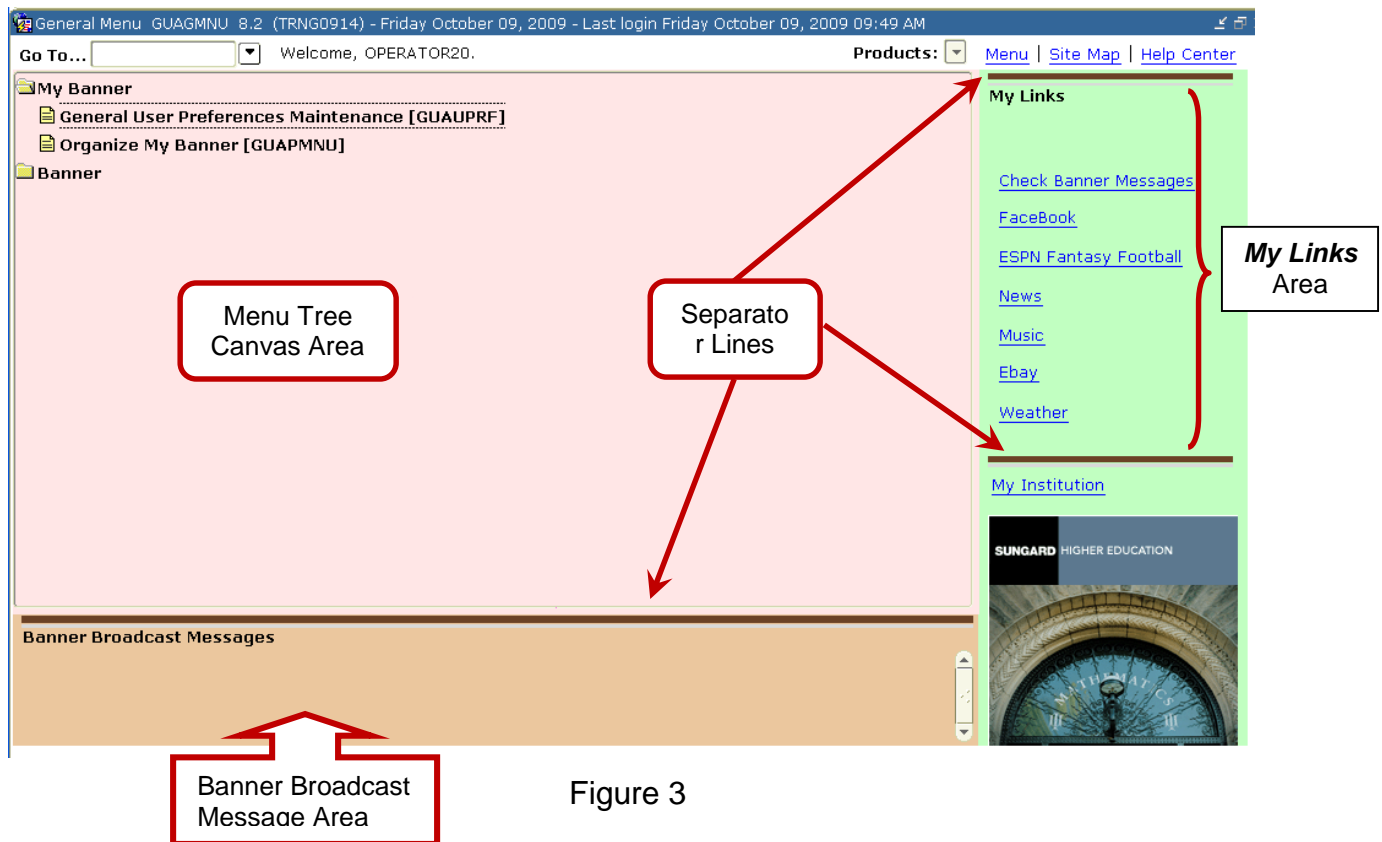 General Menu GUAGMNU 8.2 (TRNG0914) - Friday October 09, 2009 - Last login Friday October 09, 2009 09:49 AM
Go To... Welcome, OPERATOR20. Products: Menu | Site Map | Help Center
My Banner
General User Preferences Maintenance [GUAUPRF]
Organize My Banner [GUAPMNU]
Banner
My Links
Check Banner Messages
FaceBook
ESPN Fantasy Football
News
Music
Ebay
Weather
My Links
Area
Menu Tree
Canvas Area
Separato
r Lines
My Institution
SUNGARD HIGHER EDUCATION
MATHEMATICS
Banner Broadcast Messages
Banner Broadcast
Message Area
Figure 3